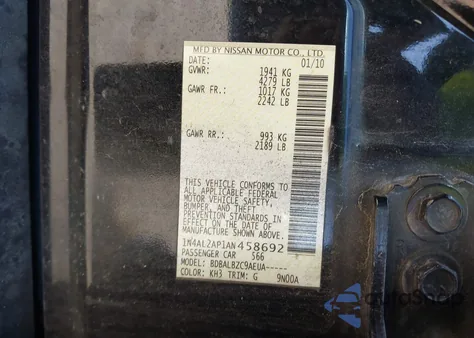 MFD BY NISSAN MOTOR CO., LTD.
DATE: 01/10
GVWR: 1941 KG
4279 LB
GAWR FR.: 1017 KG
2242 LB
GAWR RR.: 993 KG
2189 LB
THIS VEHICLE CONFORMS TO
ALL APPLICABLE FEDERAL
MOTOR VEHICLE SAFETY,
BUMPER, AND THEFT
PREVENTION STANDARDS IN
EFFECT ON THE DATE OF
MANUFACTURE SHOWN ABOVE.
1N4AL2AP1AN458692
PASSENGER CAR 566
MODEL: BDBALBZC9AEUA-----
COLOR: KH3 TRIM: G 9N00A
autoSnap